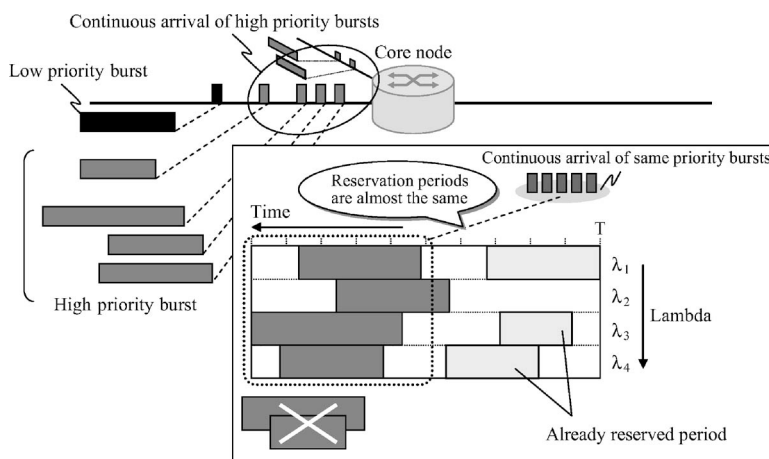 Continuous arrival of high priority bursts
Core node
Low priority burst
High priority burst
Continuous arrival of same priority bursts
Reservation periods
are almost the same
Time
T
λ1
λ2
λ3
λ4
Lambda
Already reserved period